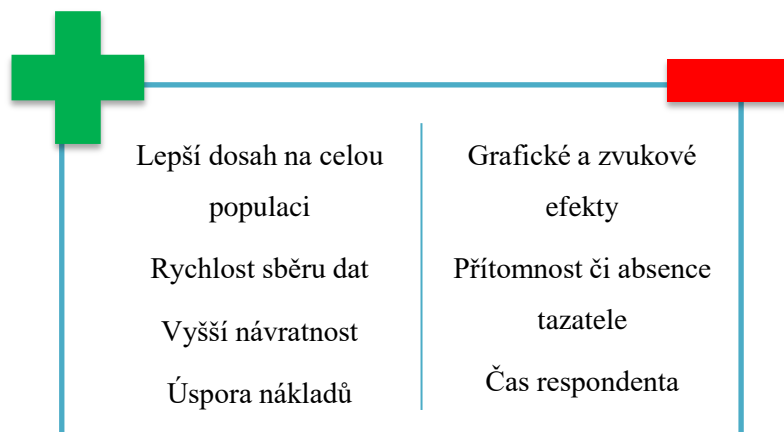 Lepší dosah na celou
populaci
Rychlost sběru dat
Vyšší návratnost
Úspora nákladů
Grafické a zvukové
efekty
Přítomnost či absence
tazatele
Čas respondenta